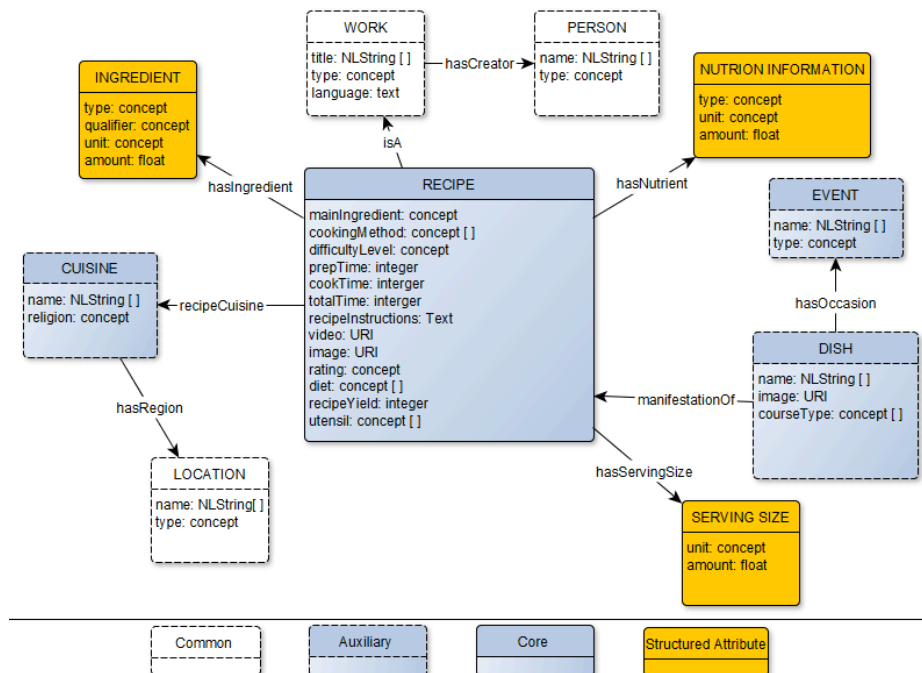 WORK
title: NLString [ ]
type: concept
language: text
hasCreator
PERSON
name: NLString [ ]
type: concept
INGREDIENT
type: concept
qualifier: concept
unit: concept
amount: float
NUTRION INFORMATION
type: concept
unit: concept
amount: float
isA
hasIngredient
hasNutrient
RECIPE
mainIngredient: concept
cookingMethod: concept [ ]
difficultyLevel: concept
prepTime: integer
cookTime: interger
totalTime: interger
recipeInstructions: Text
video: URI
image: URI
rating: concept
diet: concept [ ]
recipeYield: integer
utensil: concept [ ]
EVENT
name: NLString [ ]
type: concept
CUISINE
name: NLString [ ]
religion: concept
recipeCuisine
hasOccasion
DISH
name: NLString [ ]
image: URI
courseType: concept [ ]
manifestationOf
hasRegion
LOCATION
name: NLString[ ]
type: concept
hasServingSize
SERVING SIZE
unit: concept
amount: float
Common
Auxiliary
Core
Structured Attribute